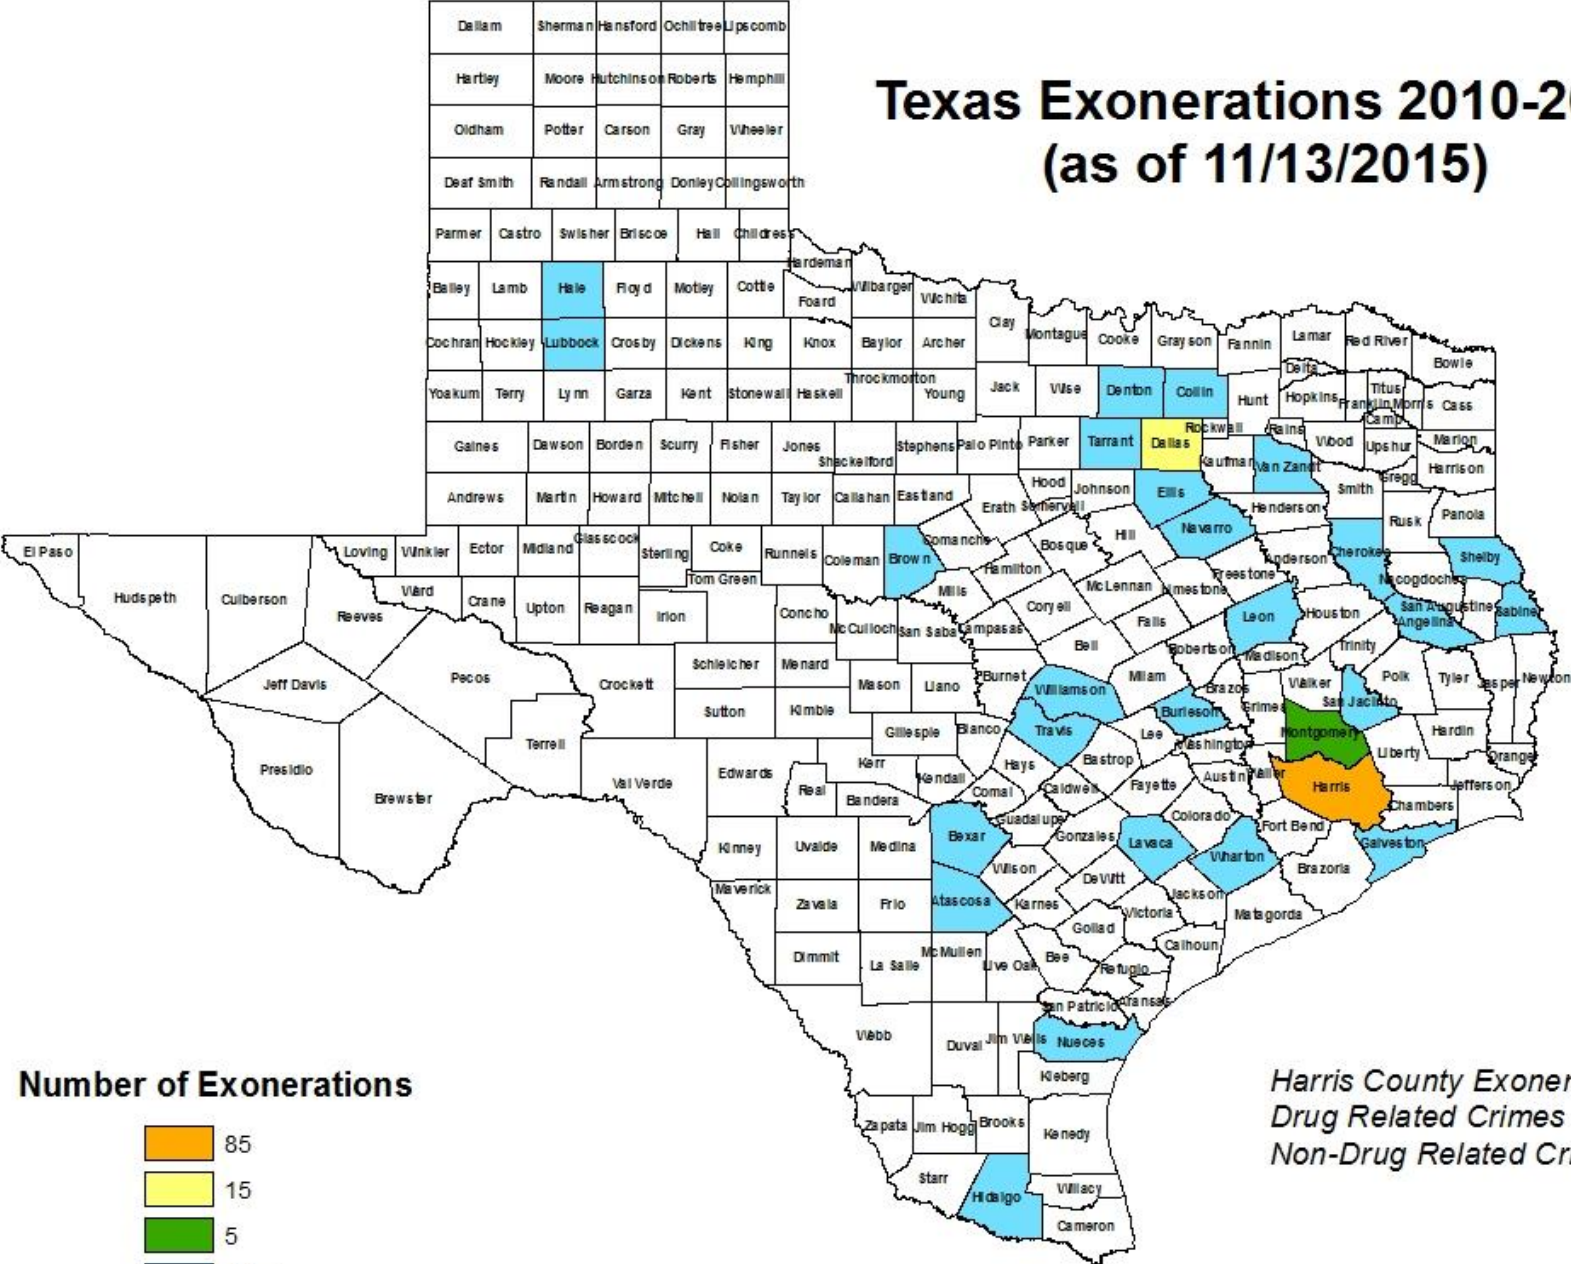 Texas Exonerations 2010-20
(as of 11/13/2015)
Dallam Sherman Hansford Ochiltree Lipscomb
Hartley Moore Hutchinson Roberts Hemphill
Oldham Potter Carson Gray Wheeler
Deaf Smith Randall Armstrong Donley Collingsworth
Parmer Castro Swisher Briscoe Hall Childress
Hardeman
Bailey Lamb Hale Floyd Motley Cottle Foard Wilbarger Wichita
Clay Montague Cooke Grayson Fannin Lamar Red River Bowie
Cochran Hockley Lubbock Crosby Dickens King Knox Baylor Archer
Delta Titus
Yoakum Terry Lynn Garza Kent Stonewall Haskell Throckmorton Young Jack Wise Denton Collin Hunt Hopkins Franklin Morris Cass
Camp
Gaines Dawson Borden Scurry Fisher Jones Shackelford Stephens Palo Pinto Parker Tarrant Dallas Rockwall Kaufman Rains Van Zandt Wood Upshur Marion
Gregg Harrison
Andrews Martin Howard Mitchell Nolan Taylor Callahan Eastland Erath Hood Somervell Johnson Ellis Henderson Smith Rusk Panola
El Paso Hudspeth Culberson Loving Winkler Ector Midland Glasscock Sterling Coke Runnels Coleman Brown Comanche Hamilton Bosque Hill Navarro Anderson Cherokee Shelby
Nacogdoches
Reeves Ward Crane Upton Reagan Irion Tom Green Concho McCulloch San Saba Mills Lampasas Coryell McLennan Limestone Freestone Leon Houston Angelina San Augustine Sabine
Falls Bell Robertson Madison Trinity
Jeff Davis Pecos Crockett Schleicher Menard Mason Llano Burnet Williamson Milam Brazos Grimes Walker San Jacinto Polk Tyler Jasper Newton
Sutton Kimble Gillespie Blanco Travis Burleson Lee Washington Montgomery Liberty Hardin Orange
Presidio Brewster Terrell Val Verde Edwards Real Kerr Bandera Kendall Comal Hays Caldwell Bastrop Fayette Austin Waller Harris Chambers Jefferson
Kinney Uvalde Medina Bexar Guadalupe Gonzales Lavaca Colorado Wharton Fort Bend Galveston
Brazoria
Maverick Zavala Frio Atascosa Wilson Karnes DeWitt Victoria Jackson Matagorda
Goliad Calhoun
Dimmit La Salle McMullen Live Oak Bee Refugio
San Patricio Aransas
Webb Duval Jim Wells Nueces
Kleberg
Zapata Jim Hogg Brooks Kenedy
Starr Hidalgo Willacy
Cameron
Number of Exonerations
85
15
5
Harris County Exoner
Drug Related Crimes
Non-Drug Related Cri